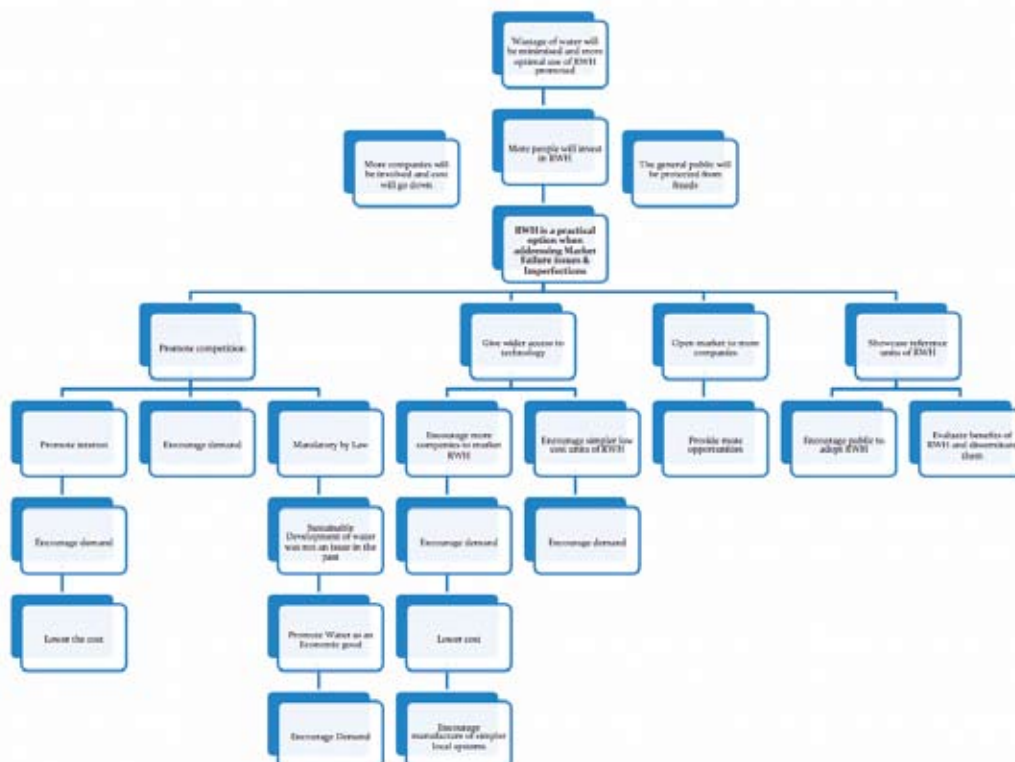 Wastage of water will
be minimised and more
optimal use of RWH
promoted
More people will invest
in RWH
More companies will
be involved and cost
will go down
The general public will
be protected from
frauds
RWH is a practical
option when
addressing Market
Failure issues &
Imperfections
Promote competition
Give wider access to
technology
Open market to more
companies
Showcase reference
units of RWH
Promote interest
Encourage demand
Mandatory by Law
Encourage more
companies to market
RWH
Encourage simpler low
cost units of RWH
Provide more
opportunities
Encourage public to
adopt RWH
Evaluate benefits of
RWH and disseminate
them
Encourage demand
Sustainable
Development of water
was not an issue in the
past
Encourage demand
Encourage demand
Lower the cost
Promote Water as an
Economic good
Lower cost
Encourage Demand
Encourage
manufacture of simpler
local systems